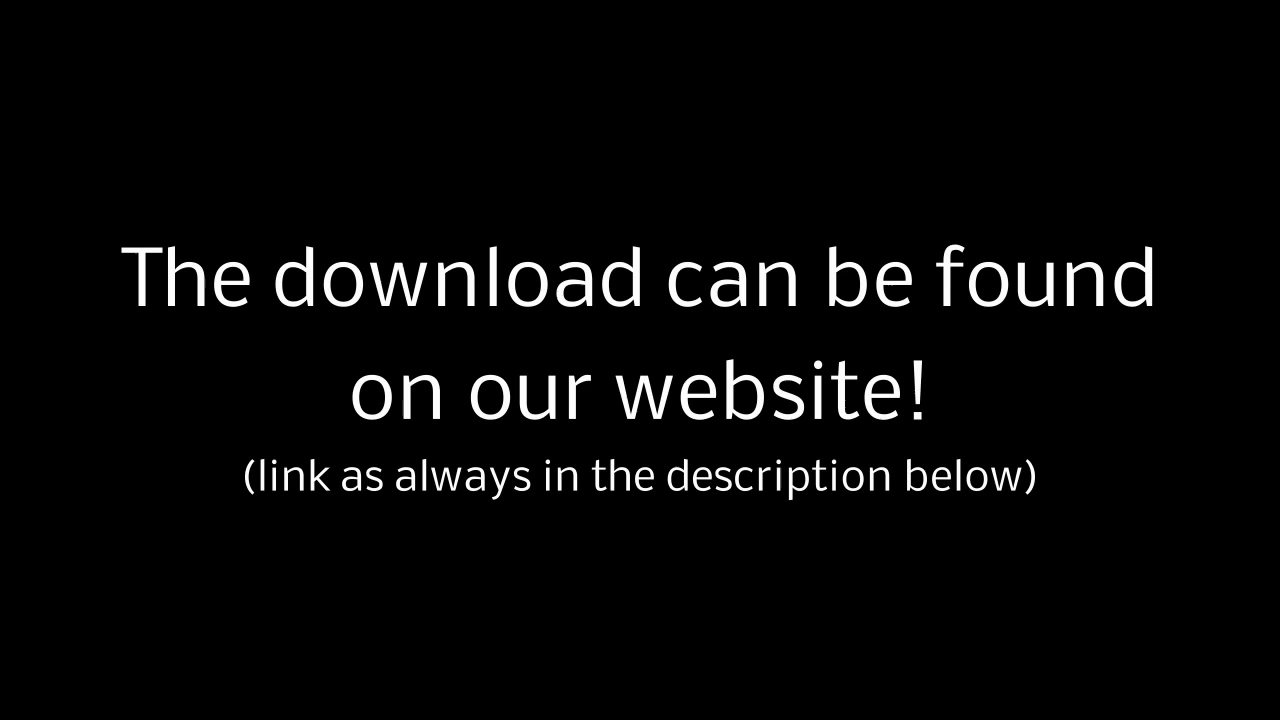 The download can be found
on our website!
(link as always in the description below)